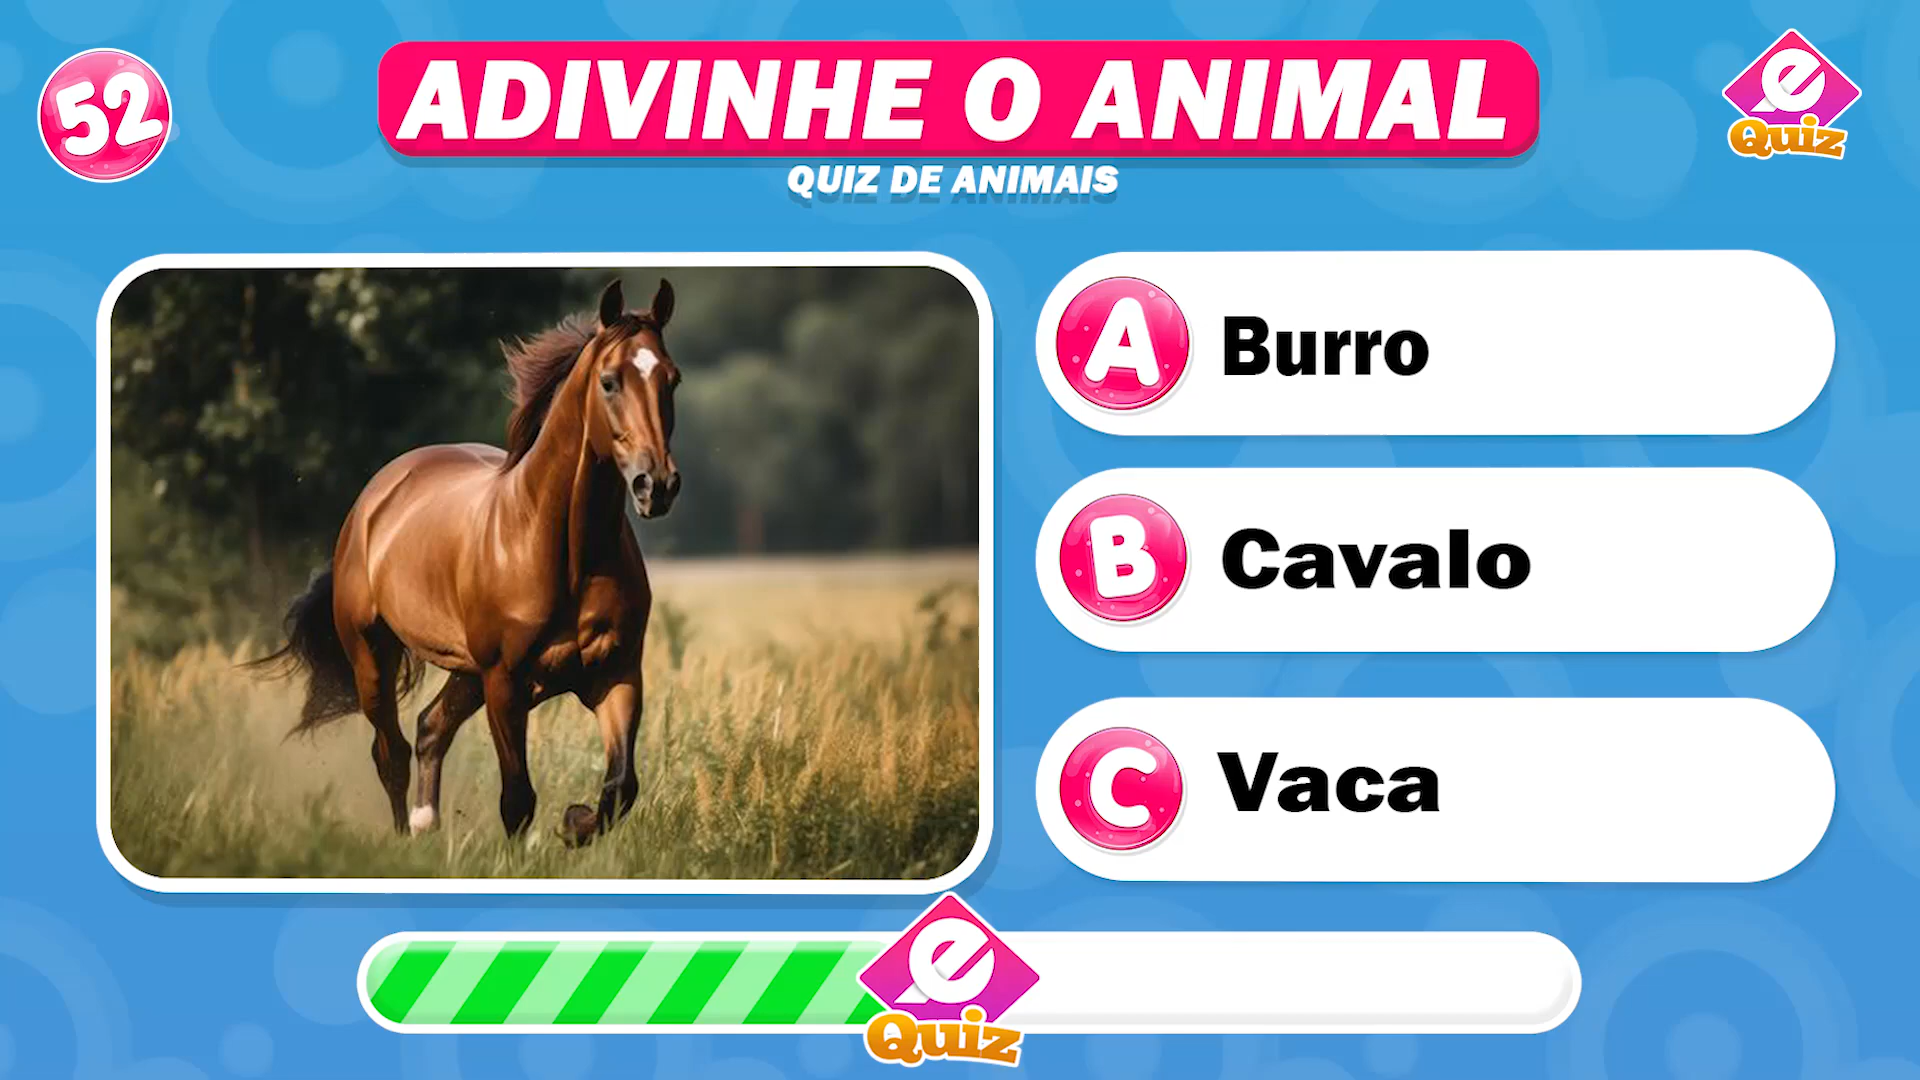 52
ADIVINHE O ANIMAL
e
Quiz
QUIZ DE ANIMAIS
A Burro
B Cavalo
C Vaca
e
Quiz